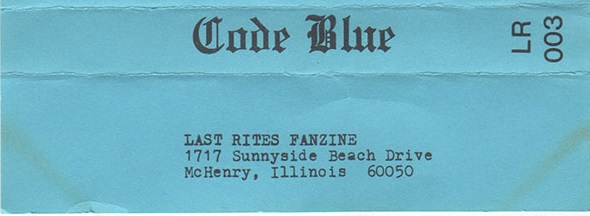 Code Blue
LR
003
LAST RITES FANZINE
1717 Sunnyside Beach Drive
McHenry, Illinois  60050